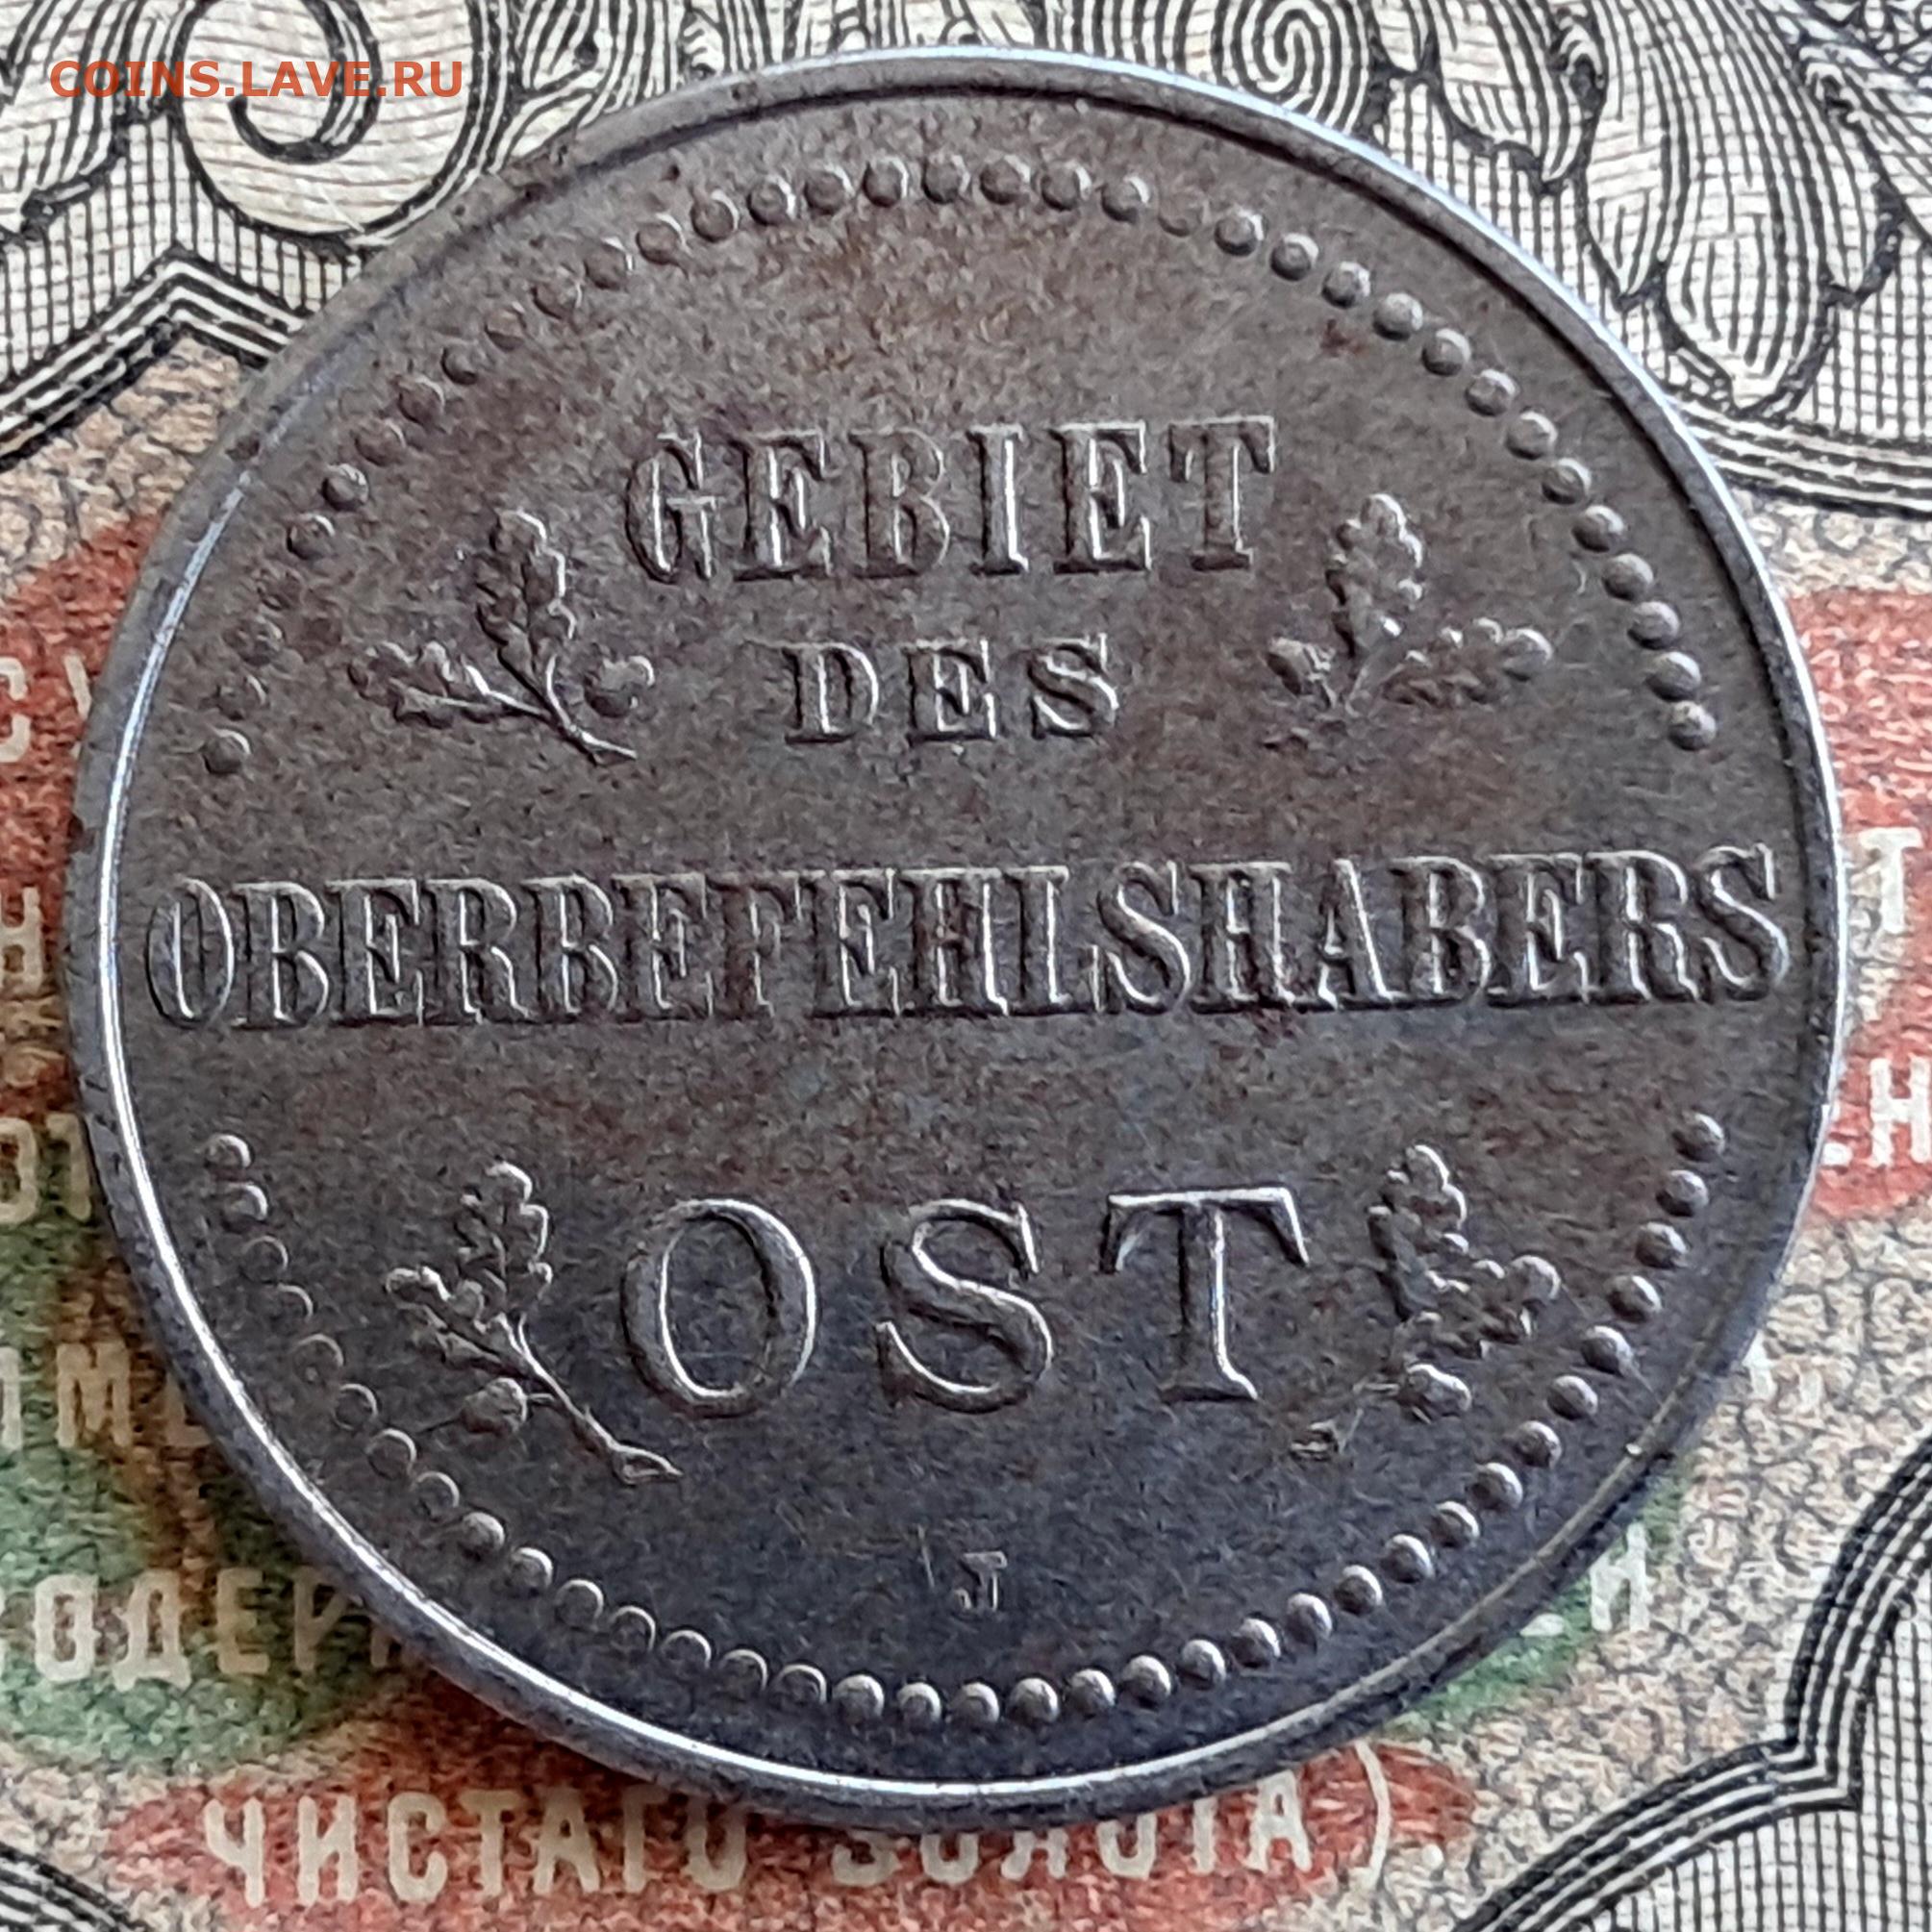 COINS.LAVE.RU
GEBIET
DES
OBERBEFEHLSHABERS
OST
J
ЧИСТАГО ЗОЛОТА).